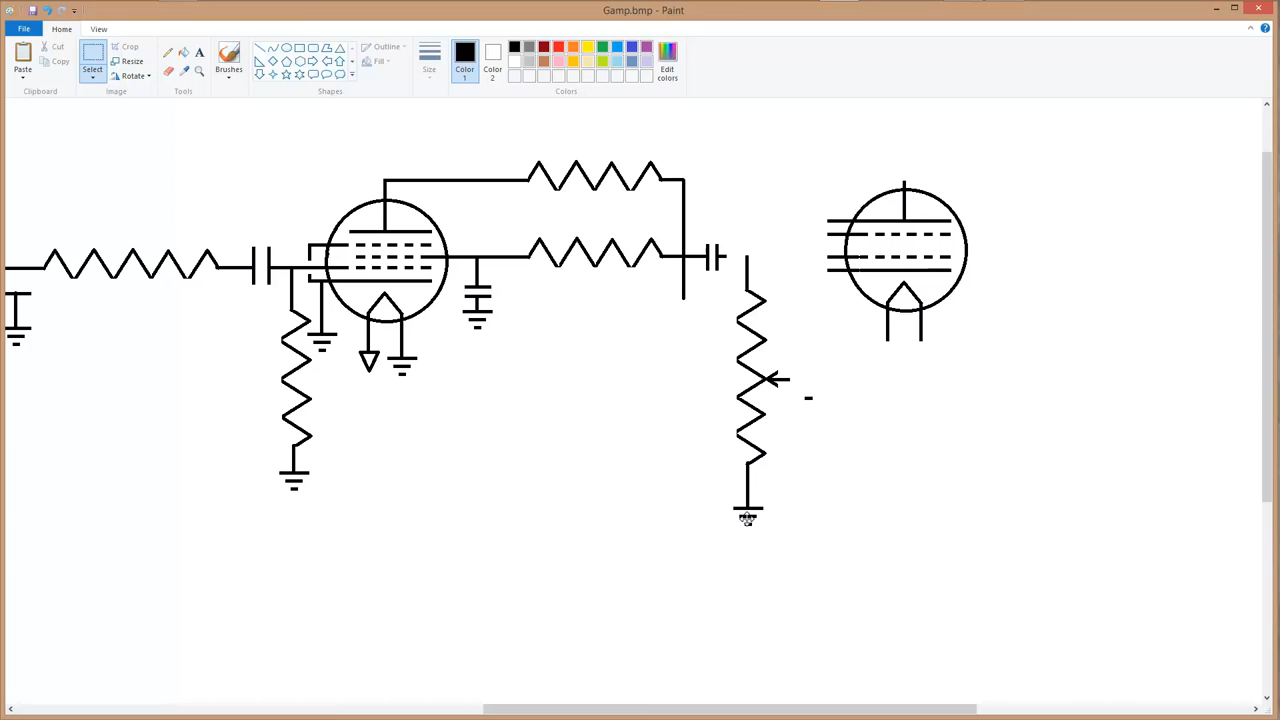 Gamp.bmp - Paint
File Home View
Paste
Cut
Copy
Clipboard
Select
Crop
Resize
Rotate
Image
A
Tools
Brushes
Outline
Fill
Shapes
Size
Color
1
Color
2
Edit
colors
Colors